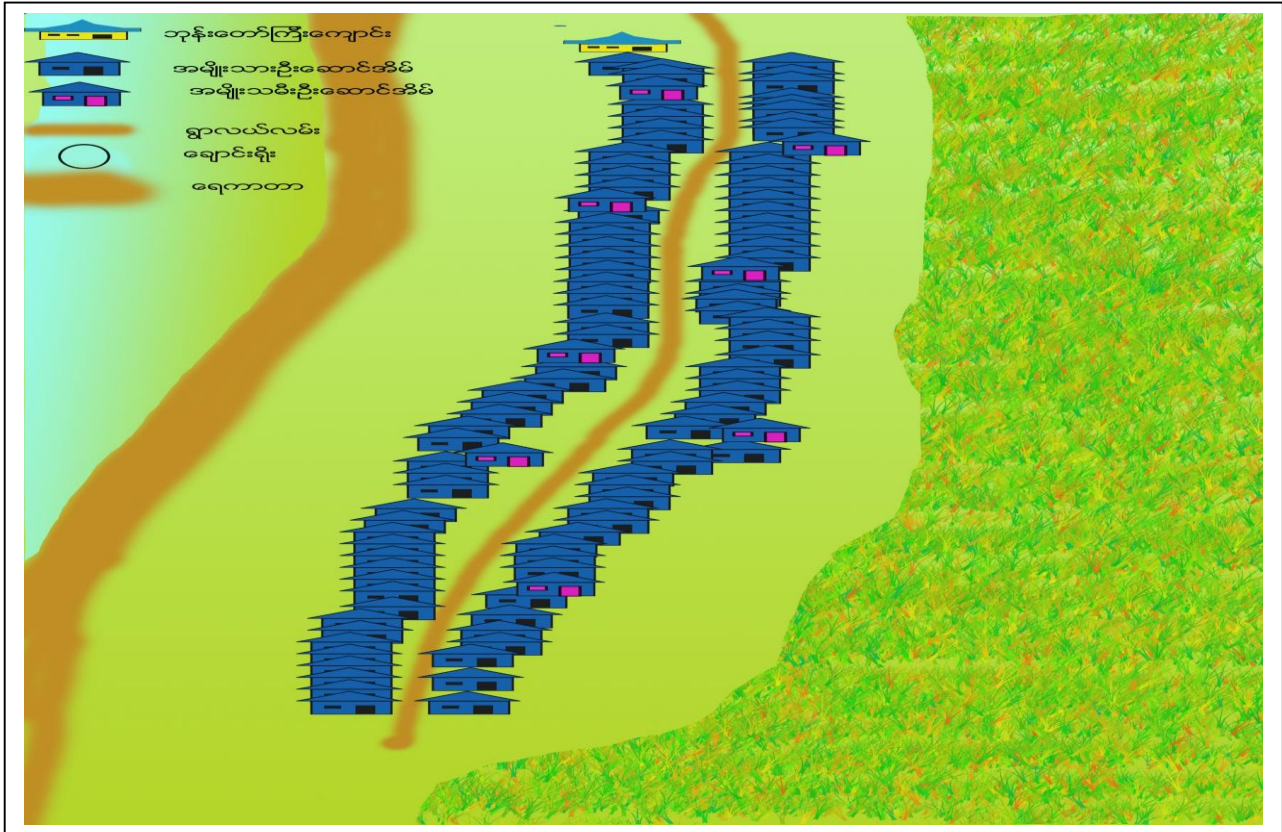 ဘုန်းတော်ကြီးကျောင်း
အမျိုးသားဦးဆောင်အိမ်
အမျိုးသမီးဦးဆောင်အိမ်
ရွာလယ်လမ်း
ချောင်းရိုး
ရေကာတာ